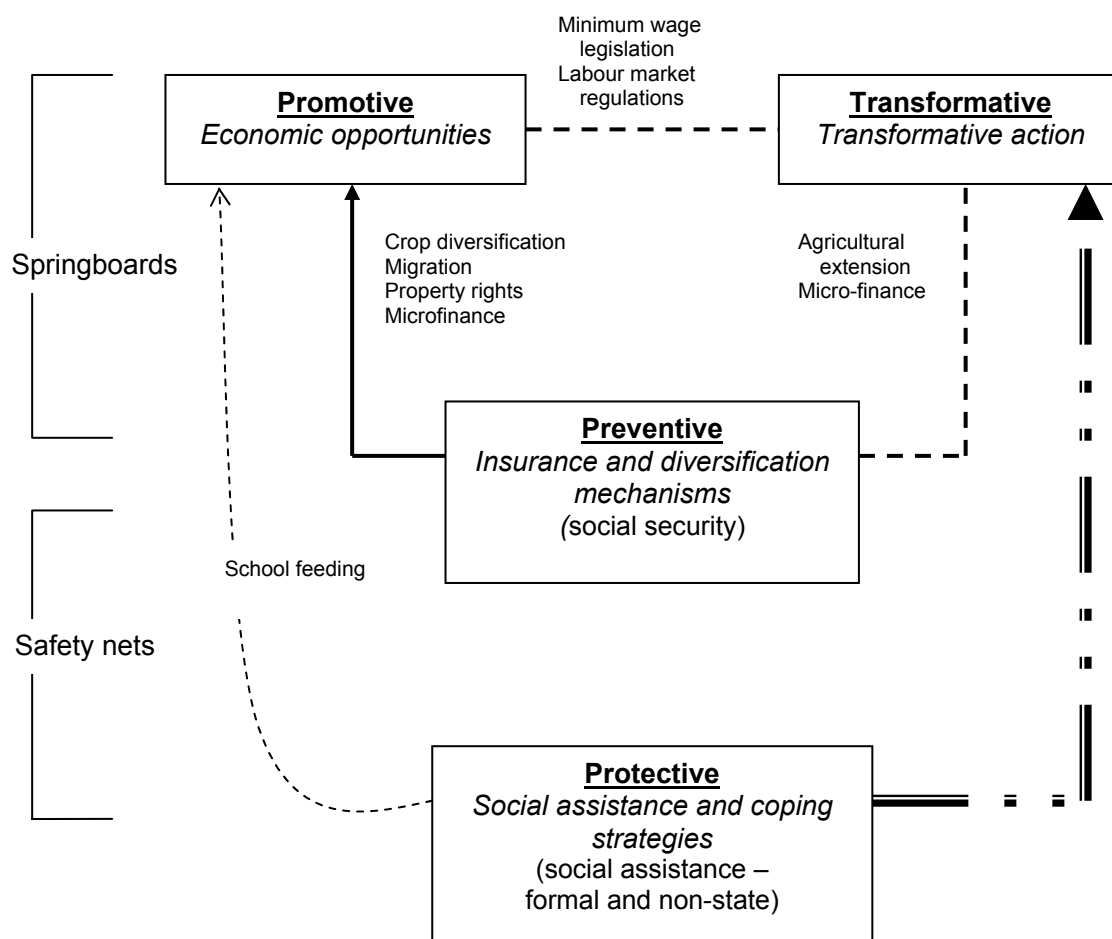 Minimum wage
legislation
Labour market
regulations
Promotive
Economic opportunities
Transformative
Transformative action
Springboards
Crop diversification
Migration
Property rights
Microfinance
Agricultural
extension
Micro-finance
Preventive
Insurance and diversification
mechanisms
(social security)
School feeding
Safety nets
Protective
Social assistance and coping
strategies
(social assistance –
formal and non-state)